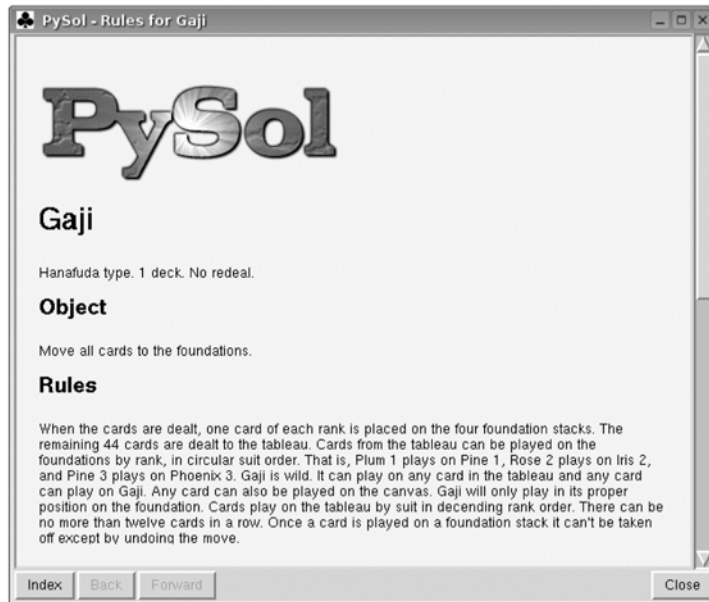 PySol - Rules for Gaji
PySol
Gaji
Hanafuda type. 1 deck. No redeal.
Object
Move all cards to the foundations.
Rules
When the cards are dealt, one card of each rank is placed on the four foundation stacks. The
remaining 44 cards are dealt to the tableau. Cards from the tableau can be played on the
foundations by rank, in circular suit order. That is, Plum 1 plays on Pine 1, Rose 2 plays on Iris 2,
and Pine 3 plays on Phoenix 3. Gaji is wild. It can play on any card in the tableau and any card
can play on Gaji. Any card can also be played on the canvas. Gaji will only play in its proper
position on the foundation. Cards play on the tableau by suit in decending rank order. There can be
no more than twelve cards in a row. Once a card is played on a foundation stack it can't be taken
off except by undoing the move.
Index Back Forward Close